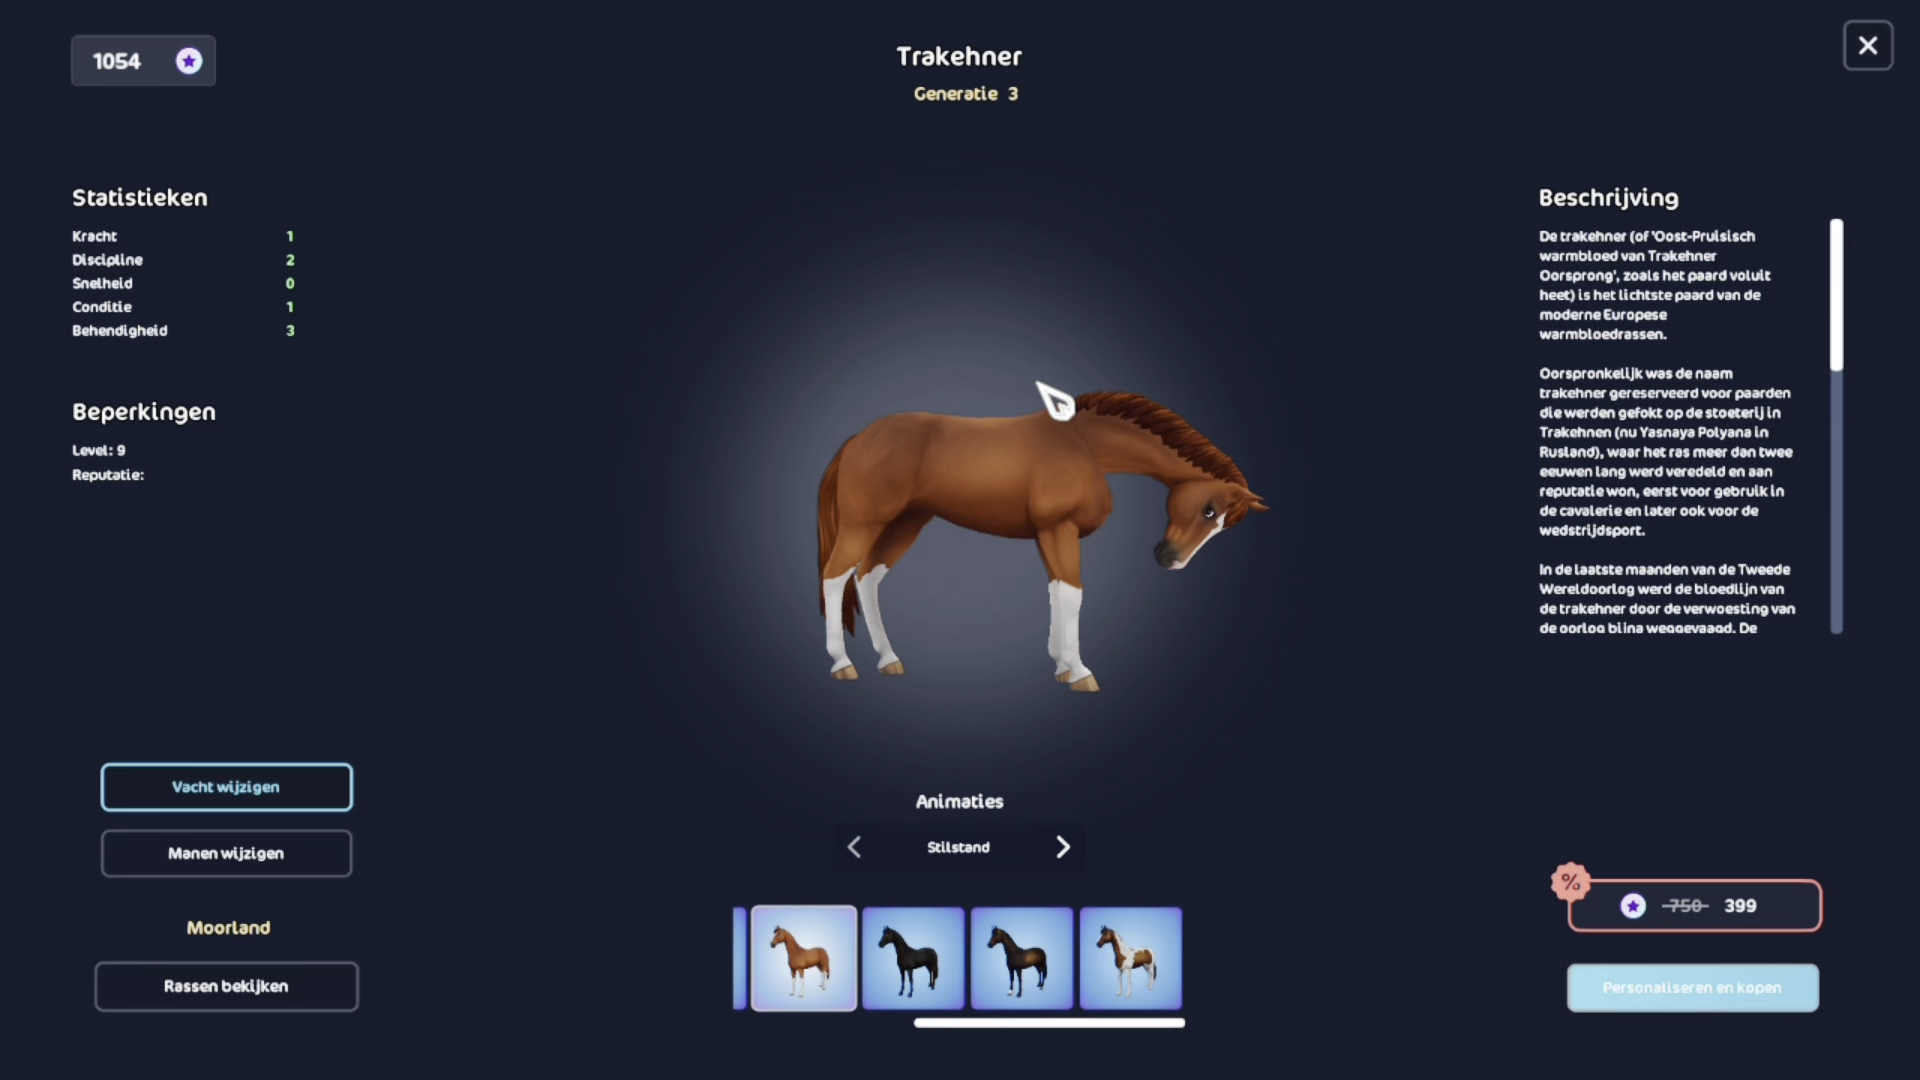 1054
Trakehner
Generatie 3
Statistieken
Kracht 1
Discipline 2
Snelheid 0
Conditie 1
Behendigheid 3
Beperkingen
Level: 9
Reputatie:
Vacht wijzigen
Manen wijzigen
Moorland
Rassen bekijken
Animaties
Stilstand
Beschrijving
De trakehner (of 'Oost-Pruisisch
warmbloed van Trakehner
Oorsprong', zoals het paard voluit
heet) is het lichtste paard van de
moderne Europese
warmbloedrassen.
Oorspronkelijk was de naam
trakehner gereserveerd voor paarden
die werden gefokt op de stoeterij in
Trakehnen (nu Yasnaya Polyana in
Rusland), waar het ras meer dan twee
eeuwen lang werd veredeld en aan
reputatie won, eerst voor gebruik in
de cavalerie en later ook voor de
wedstrijdsport.
In de laatste maanden van de Tweede
Wereldoorlog werd de bloedlijn van
de trakehner door de verwoesting van
de oorlog bijna weggevaagd. De
%
750 399
Personaliseren en kopen